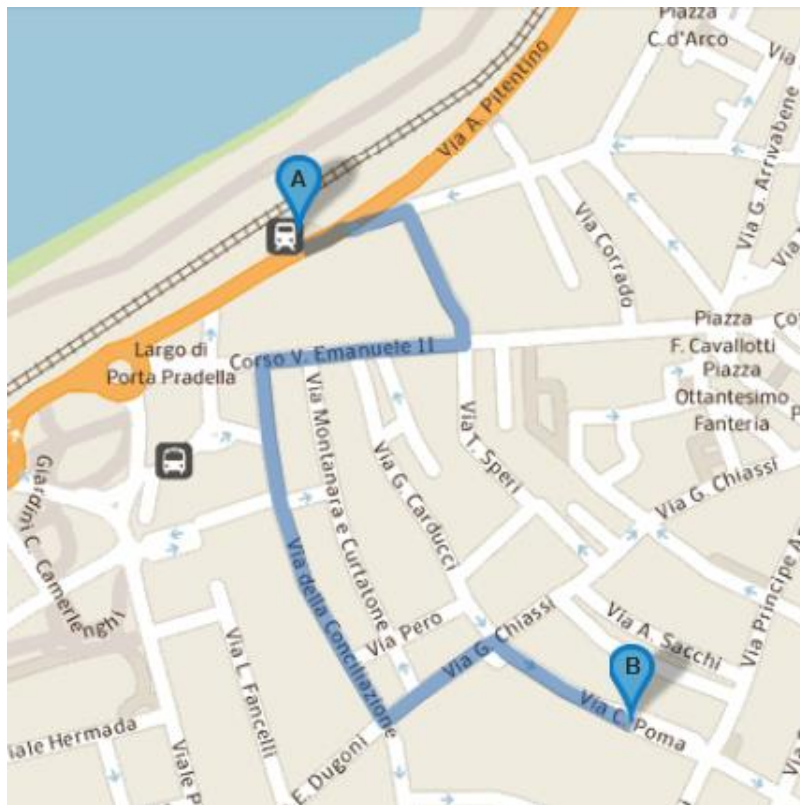 Piazza
C. d'Arco
Via A. Pitentino
A
Via G. Arrivabene
Via Corrado
Largo di
Porta Pradella
Corso V. Emanuele II
Piazza
F. Cavallotti
Piazza
Ottantesimo
Fanteria
Via Montanara e Curtatone
Via T. Speri
Via G. Carducci
Via G. Chiassi
Giardini C. Camerlenghi
Via della Conciliazione
Via Pero
Via G. Chiassi
Via A. Sacchi
Via Principe A
B
Via L. Fancelli
Via C. Poma
iale Hermada
Viale P
E. Dugoni